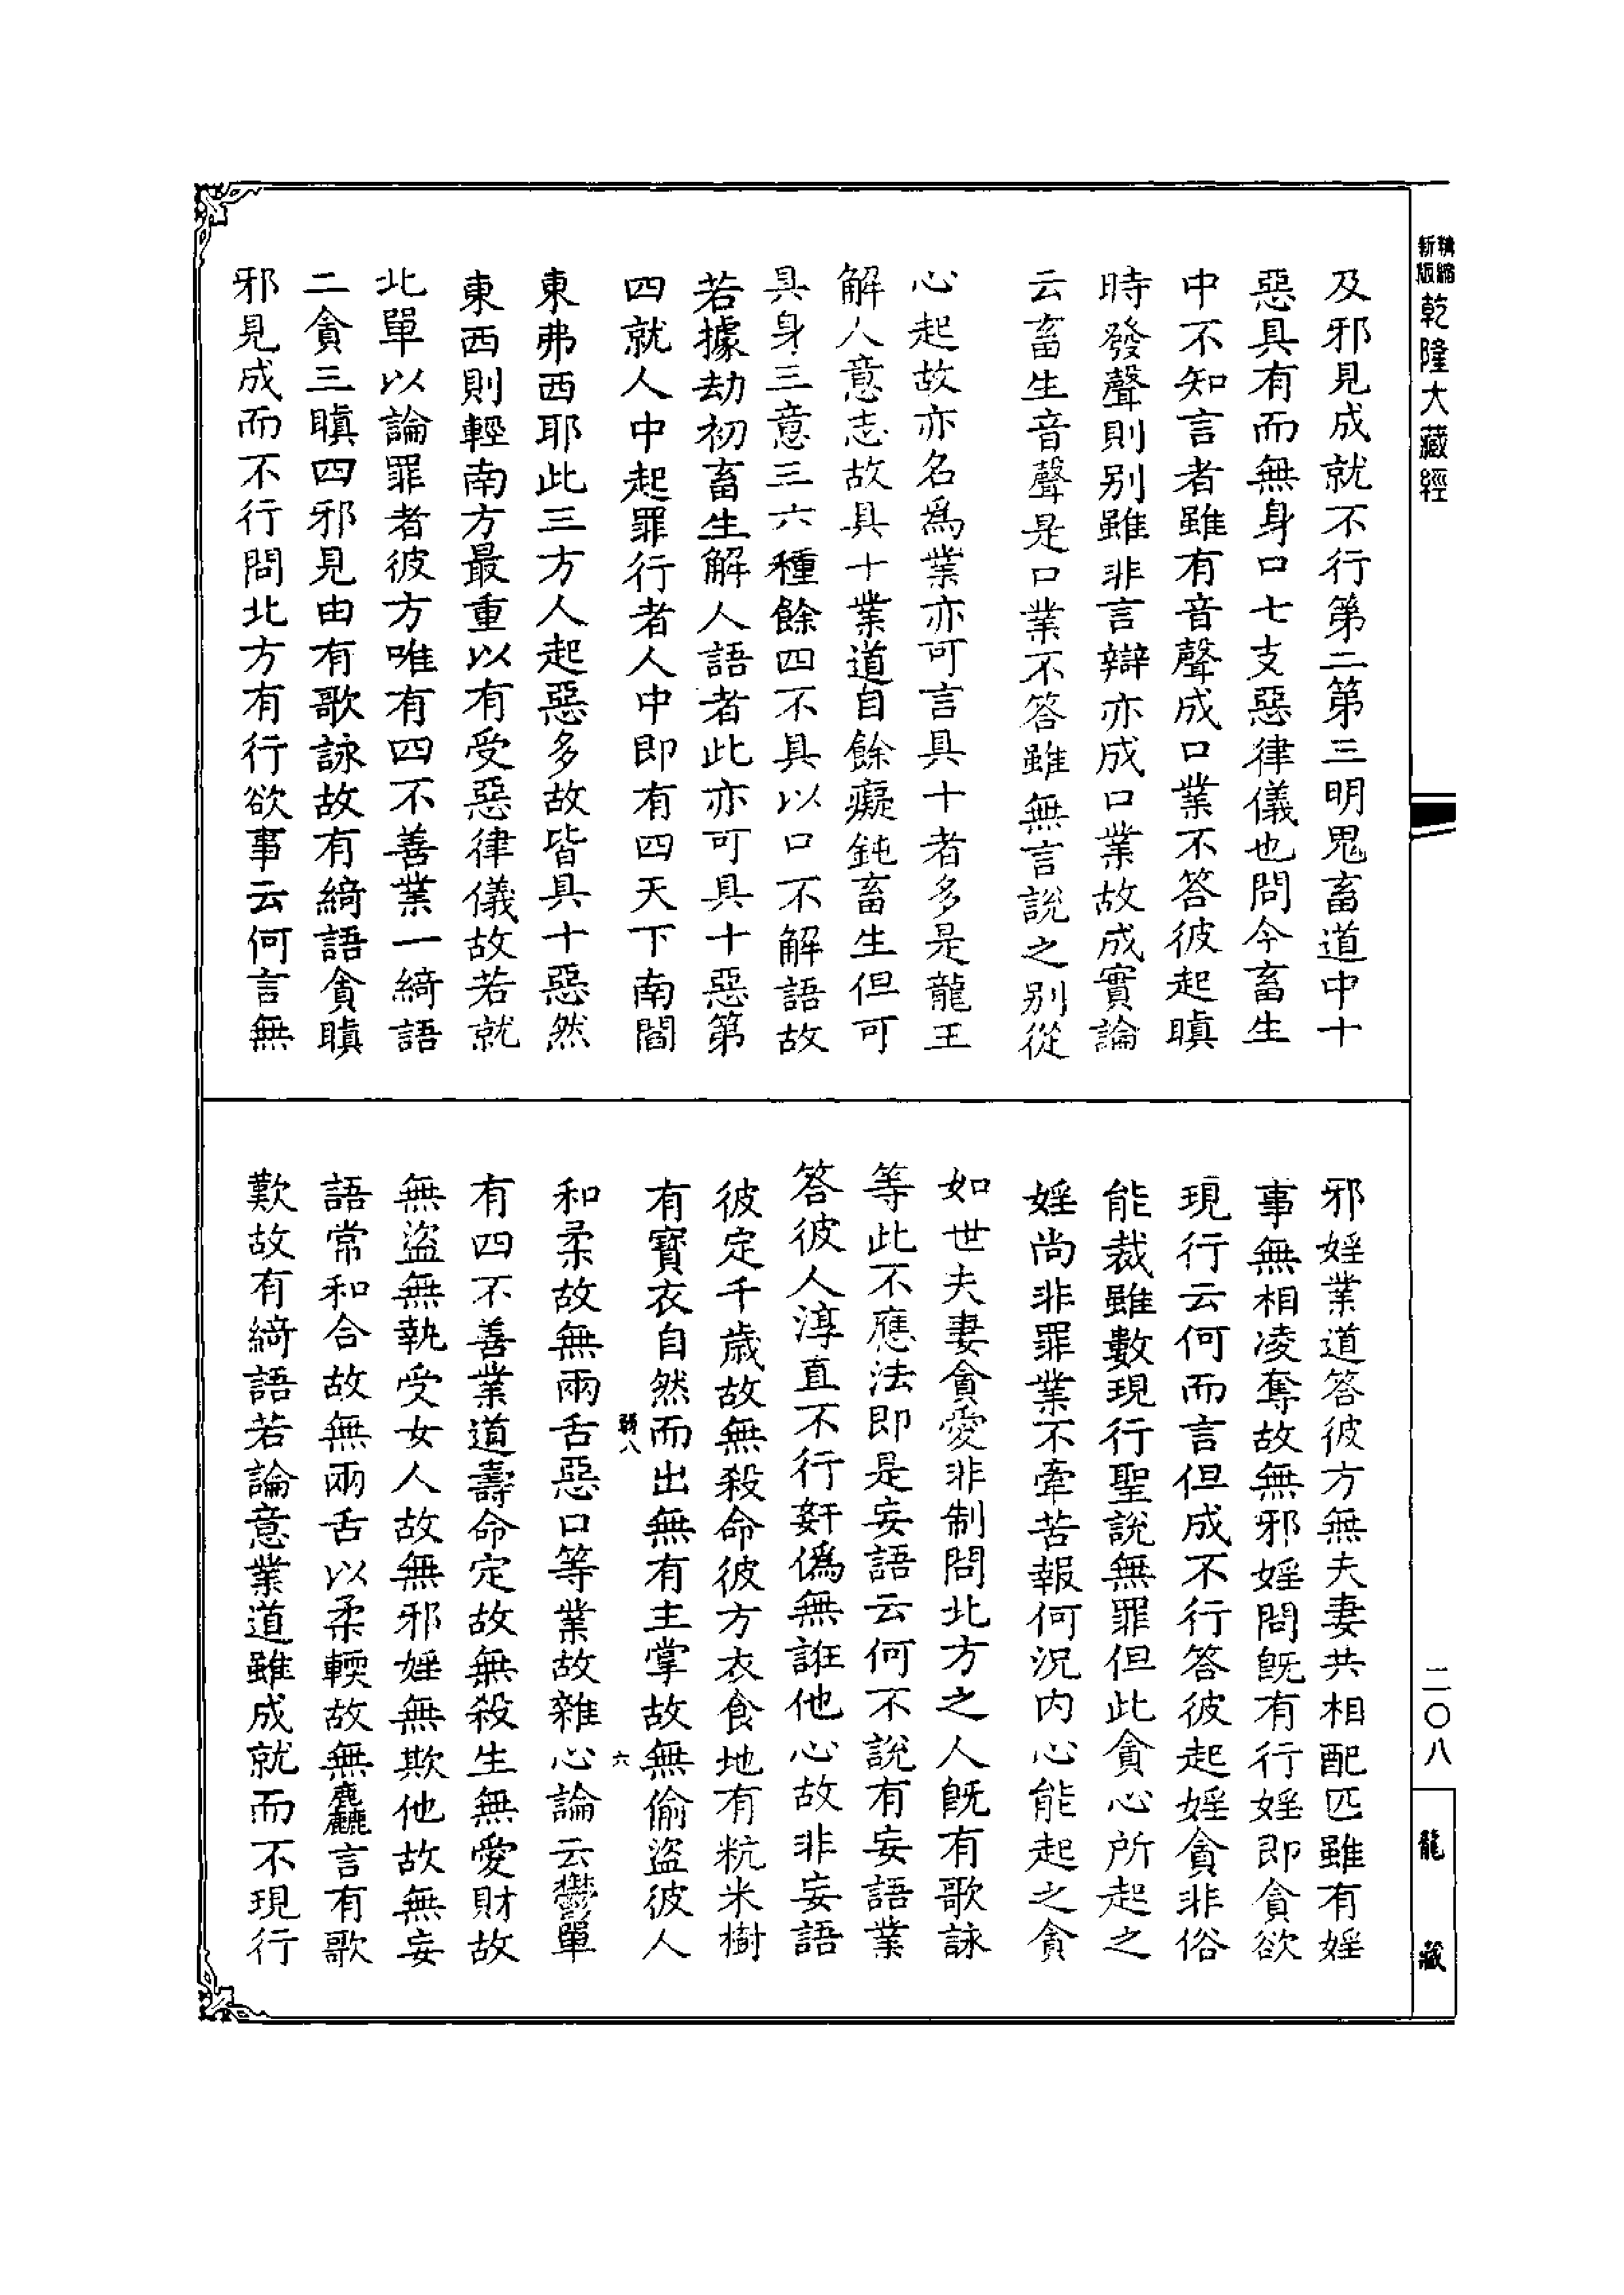 精縮新版乾隆大藏經
及邪見成就不行第二第三明鬼畜道中十
惡具有而無身口七支惡律儀也問今畜生
中不知言者雖有音聲成口業不答彼起瞋
時發聲則別雖非言辯亦成口業故成實論
云畜生音聲是口業不答雖無言說之別從
心起故亦名爲業亦可言具十者多是龍王
解人意志故具十業道自餘癡鈍畜生但可
具身三意三六種餘四不具以口不解語故
若據劫初畜生解人語者此亦可具十惡第
四就人中起罪行者人中即有四天下南閻
東弗西耶此三方人起惡多故皆具十惡然
東西則輕南方最重以有受惡律儀故若就
北單以論罪者彼方唯有四不善業一綺語
二貪三瞋四邪見由有歌詠故有綺語貪瞋
邪見成而不行問北方有行欲事云何言無
邪婬業道答彼方無夫妻共相配匹雖有婬
事無相凌奪故無邪婬問既有行婬即貪欲
現行云何而言但成不行答彼起婬貪非俗
能裁雖數現行聖說無罪但此貪心所起之
婬尚非罪業不牽苦報何況内心能起之貪
如世夫妻貪愛非制問北方之人既有歌詠
等此不應法即是妄語云何不說有妄語業
答彼人淳直不行姧僞無誑他心故非妄語
彼定千歲故無殺命彼方衣食地有秔米樹
有寶衣自然而出無有主掌故無偷盜彼人
八 六
和柔故無兩舌惡口等業故雜心論云鬱單
有四不善業道壽命定故無殺生無愛財故
無盜無執受女人故無邪婬無欺他故無妄
語常和合故無兩舌以柔輭故無麤言有歌
歎故有綺語若論意業道雖成就而不現行
二〇八
龍藏